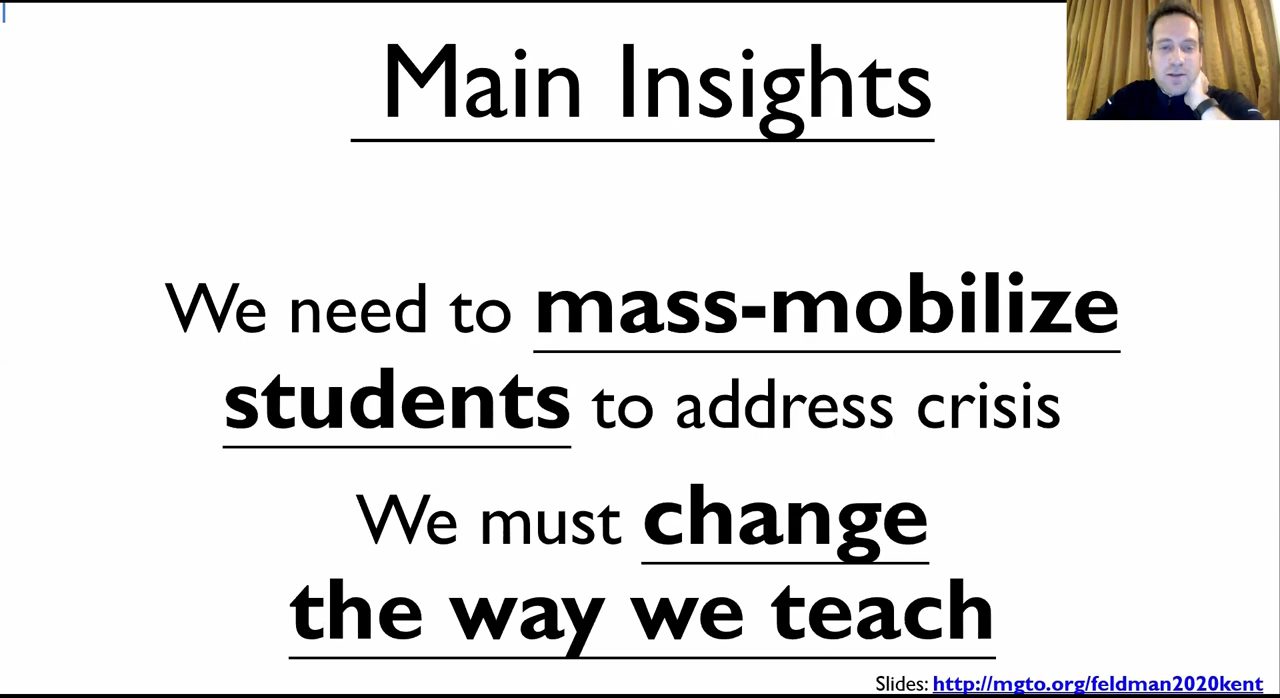 Main Insights
We need to mass-mobilize
students to address crisis
We must change
the way we teach
Slides: http://mgto.org/feldman2020kent